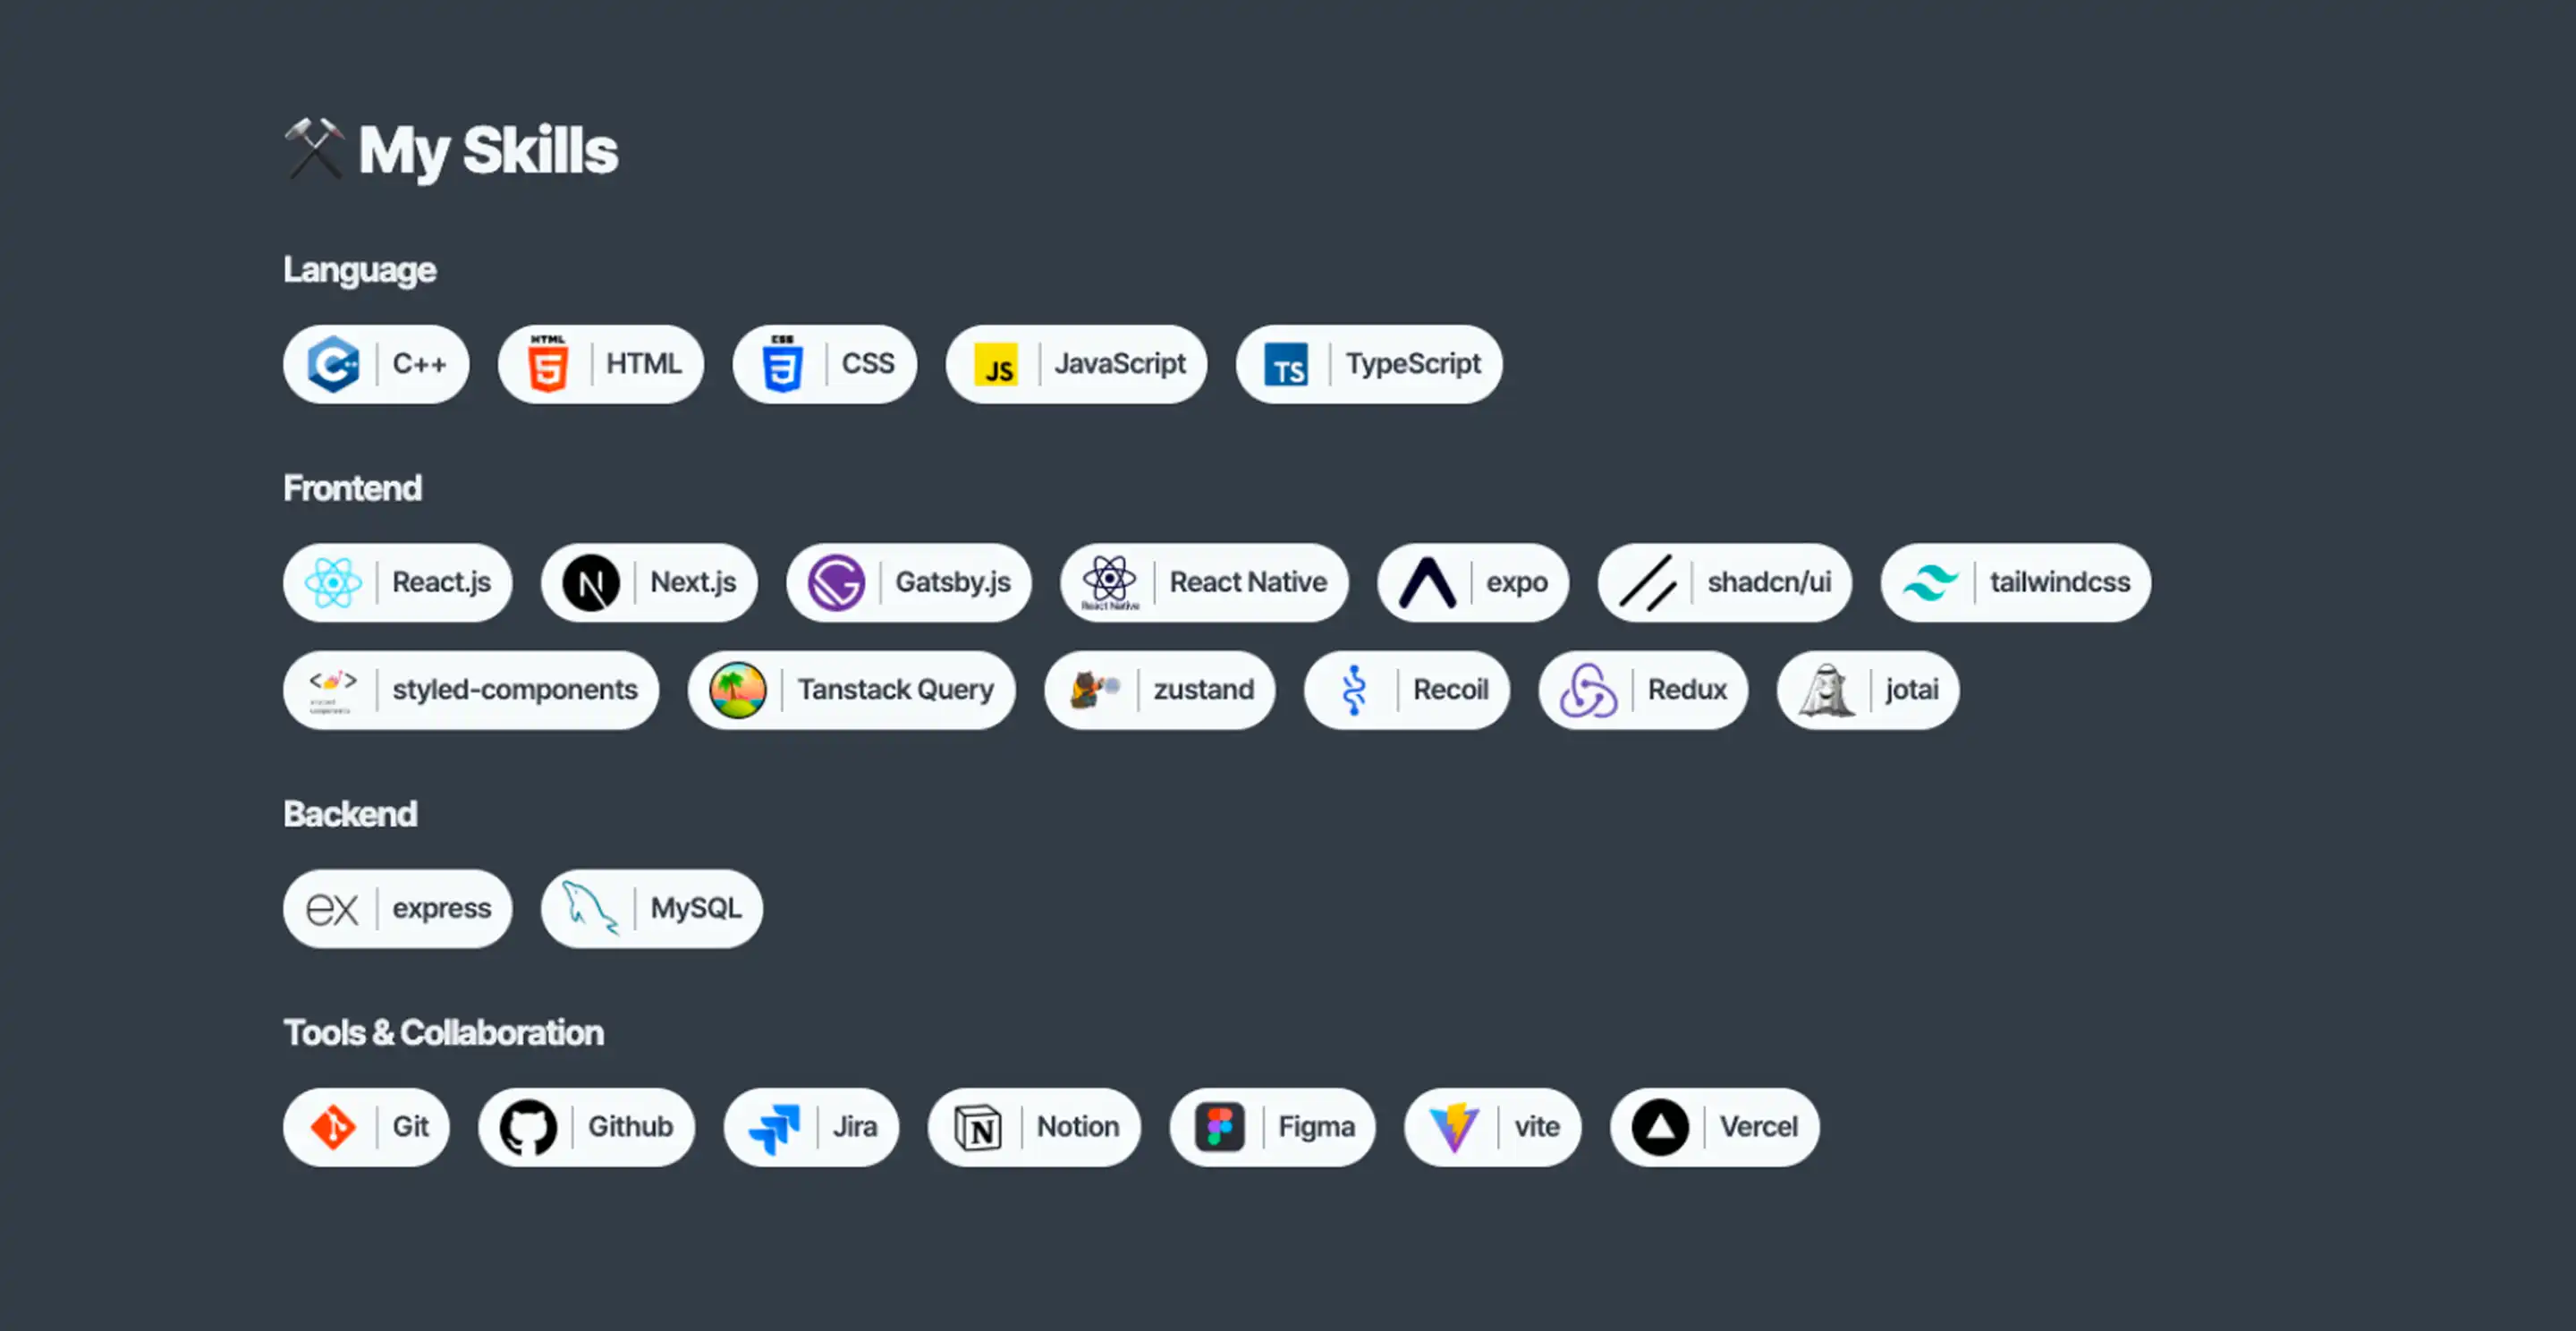 My Skills
Language
C++ HTML CSS JavaScript TypeScript
HTML CSS JS TS
Frontend
React.js Next.js Gatsby.js React Native expo shadcn/ui tailwindcss
React Native
styled-components Tanstack Query zustand Recoil Redux jotai
Backend
ex express MySQL
Tools & Collaboration
Git Github Jira Notion Figma vite Vercel